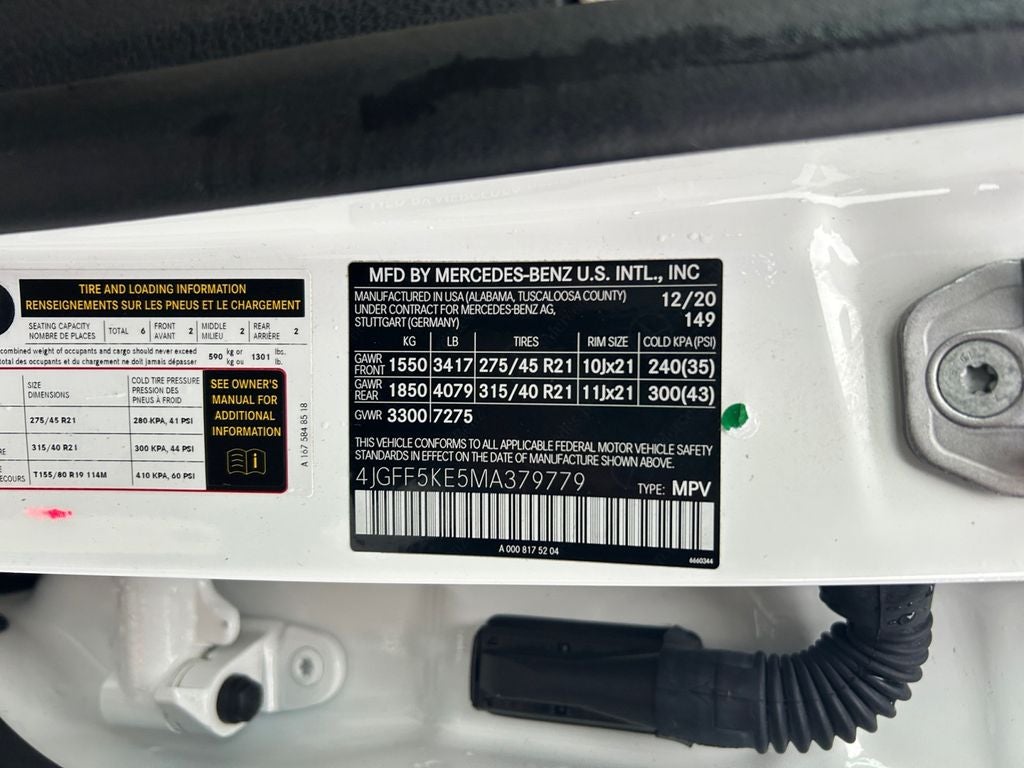 TIRE AND LOADING INFORMATION
RENSEIGNEMENTS SUR LES PNEUS ET LE CHARGEMENT
SEATING CAPACITY
NOMBRE DE PLACES
TOTAL 6
FRONT
AVANT 2
MIDDLE
MILIEU 2
REAR
ARRIÈRE 2
combined weight of occupants and cargo should never exceed
total des occupants et du chargement ne doit jamais dépasser
590 kg or
kg ou
1301 lbs.
lb.
SIZE
DIMENSIONS
COLD TIRE PRESSURE
PRESSION DES
PNEUS À FROID
275/45 R21
280 KPA, 41 PSI
315/40 R21
300 KPA, 44 PSI
T155/80 R19 114M
410 KPA, 60 PSI
SEE OWNER'S
MANUAL FOR
ADDITIONAL
INFORMATION
A 167 584 85 18
MFD BY MERCEDES-BENZ U.S. INTL., INC
MANUFACTURED IN USA (ALABAMA, TUSCALOOSA COUNTY) 12/20
UNDER CONTRACT FOR MERCEDES-BENZ AG,
STUTTGART (GERMANY) 149
KG LB TIRES RIM SIZE COLD KPA(PSI)
GAWR
FRONT 1550 3417 275/45 R21 10Jx21 240(35)
GAWR
REAR 1850 4079 315/40 R21 11Jx21 300(43)
GWR 3300 7275
THIS VEHICLE CONFORMS TO ALL APPLICABLE FEDERAL MOTOR VEHICLE SAFETY
STANDARDS IN EFFECT ON THE DATE OF MANUFACTURE SHOWN ABOVE.
4JGFF5KE5MA379779 TYPE: MPV
A 000 817 52 04
6660344